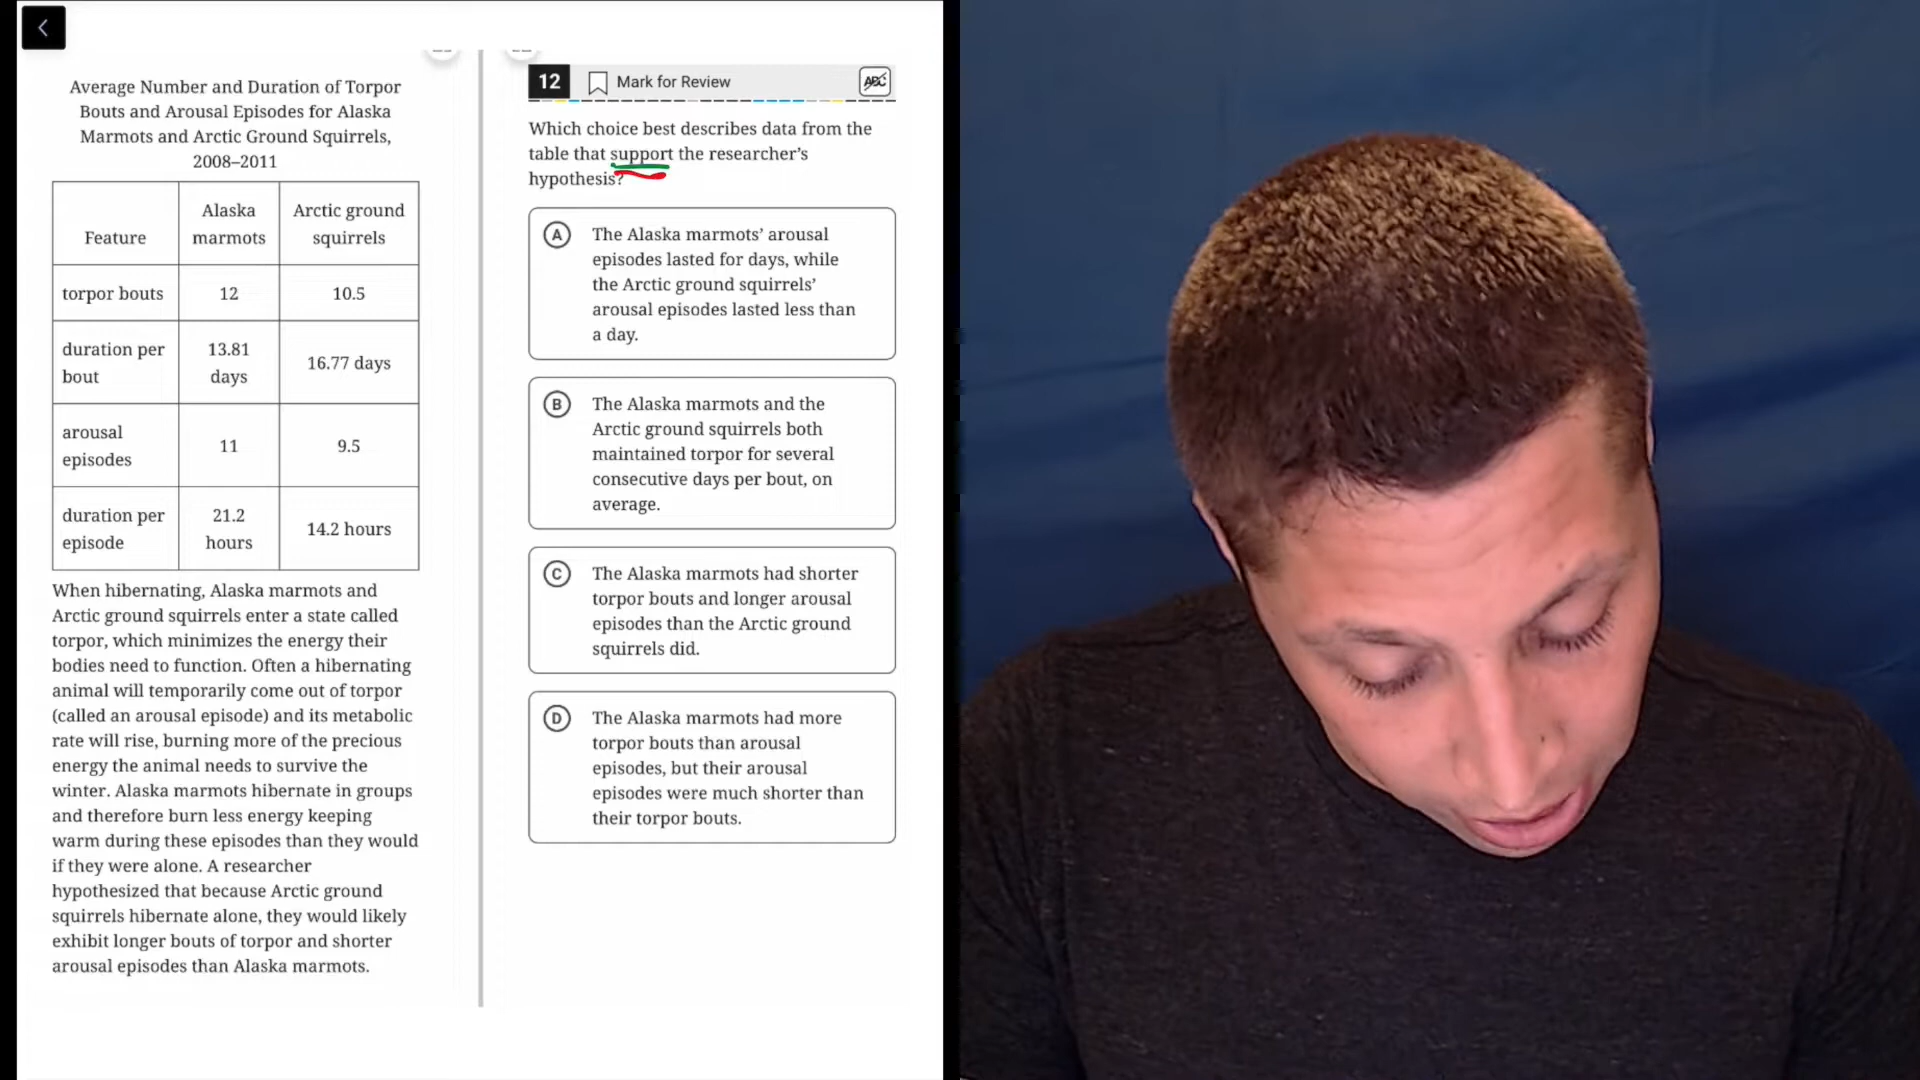 Average Number and Duration of Torpor
Bouts and Arousal Episodes for Alaska
Marmots and Arctic Ground Squirrels,
2008–2011
Feature
Alaska
marmots
Arctic ground
squirrels
torpor bouts
12
10.5
duration per
bout
13.81
days
16.77 days
arousal
episodes
11
9.5
duration per
episode
21.2
hours
14.2 hours
When hibernating, Alaska marmots and
Arctic ground squirrels enter a state called
torpor, which minimizes the energy their
bodies need to function. Often a hibernating
animal will temporarily come out of torpor
(called an arousal episode) and its metabolic
rate will rise, burning more of the precious
energy the animal needs to survive the
winter. Alaska marmots hibernate in groups
and therefore burn less energy keeping
warm during these episodes than they would
if they were alone. A researcher
hypothesized that because Arctic ground
squirrels hibernate alone, they would likely
exhibit longer bouts of torpor and shorter
arousal episodes than Alaska marmots.
12
Mark for Review
ABC
Which choice best describes data from the
table that support the researcher’s
hypothesis?
A
The Alaska marmots’ arousal
episodes lasted for days, while
the Arctic ground squirrels’
arousal episodes lasted less than
a day.
B
The Alaska marmots and the
Arctic ground squirrels both
maintained torpor for several
consecutive days per bout, on
average.
C
The Alaska marmots had shorter
torpor bouts and longer arousal
episodes than the Arctic ground
squirrels did.
D
The Alaska marmots had more
torpor bouts than arousal
episodes, but their arousal
episodes were much shorter than
their torpor bouts.